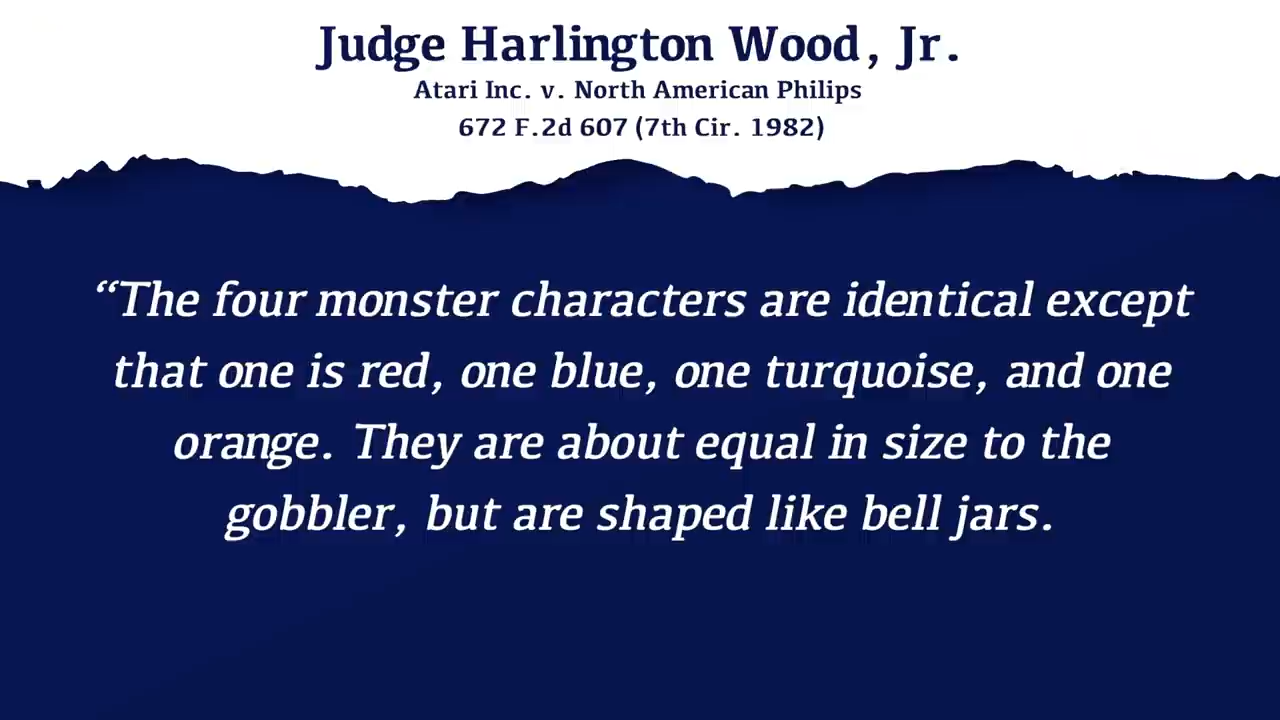 Judge Harlington Wood, Jr.
Atari Inc. v. North American Philips
672 F.2d 607 (7th Cir. 1982)
“The four monster characters are identical except
that one is red, one blue, one turquoise, and one
orange. They are about equal in size to the
gobbler, but are shaped like bell jars.